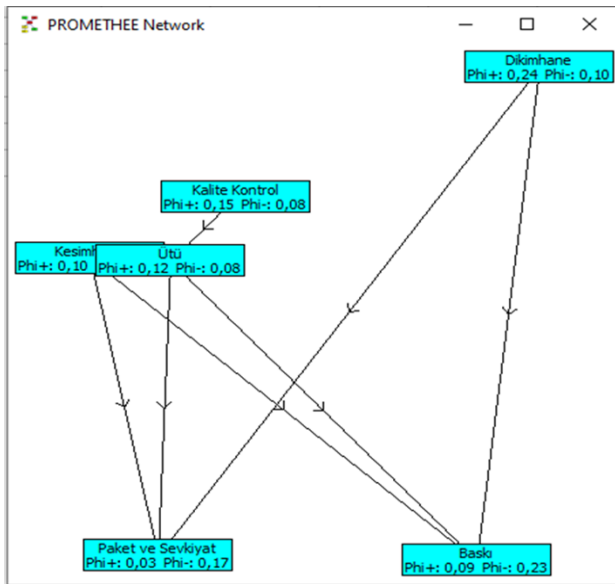 PROMETHEE Network
Dikimhane
Phi+: 0,24 Phi-: 0,10
Kalite Kontrol
Phi+: 0,15 Phi-: 0,08
Phi+: 0,10
Ütü
Phi+: 0,12 Phi-: 0,08
Paket ve Sevkiyat
Phi+: 0,03 Phi-: 0,17
Baskı
Phi+: 0,09 Phi-: 0,23